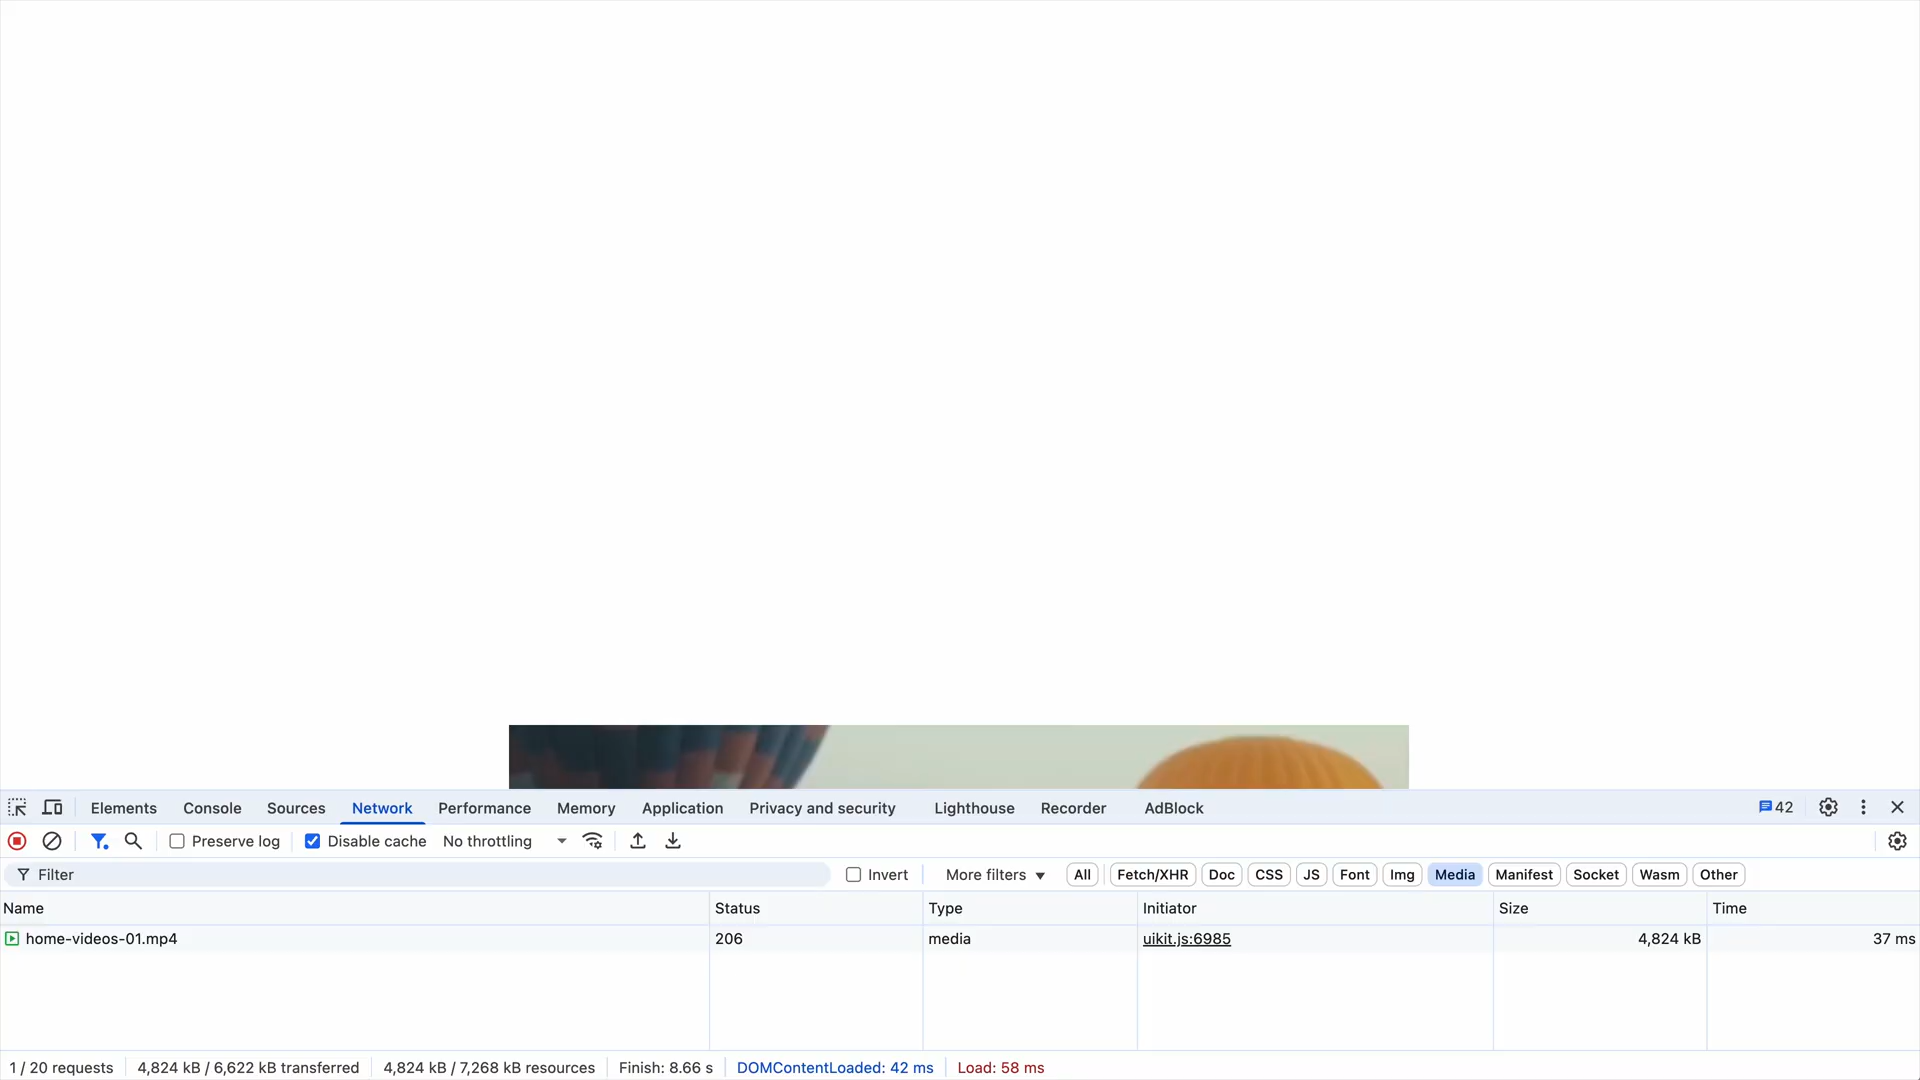 Elements Console Sources Network Performance Memory Application Privacy and security Lighthouse Recorder AdBlock 42
Preserve log Disable cache No throttling
Filter Invert More filters All Fetch/XHR Doc CSS JS Font Img Media Manifest Socket Wasm Other
Name Status Type Initiator Size Time
home-videos-01.mp4 206 media uikit.js:6985 4,824 kB 37 ms
1 / 20 requests 4,824 kB / 6,622 kB transferred 4,824 kB / 7,268 kB resources Finish: 8.66 s DOMContentLoaded: 42 ms Load: 58 ms